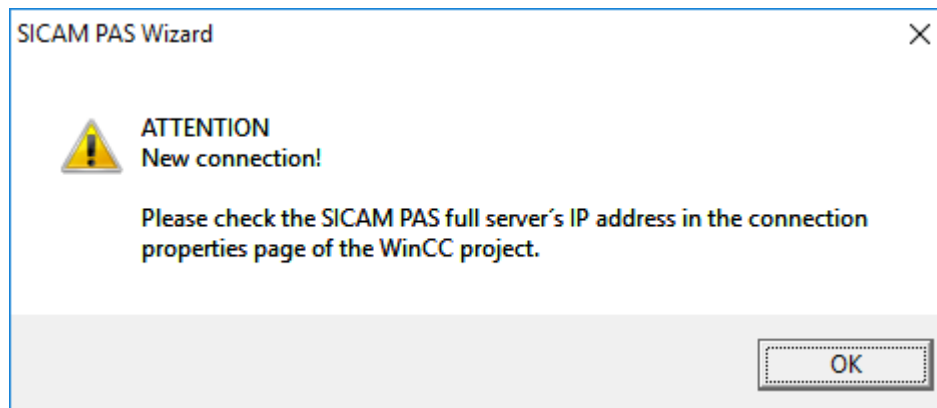 SICAM PAS Wizard
ATTENTION
New connection!
Please check the SICAM PAS full server´s IP address in the connection
properties page of the WinCC project.
OK